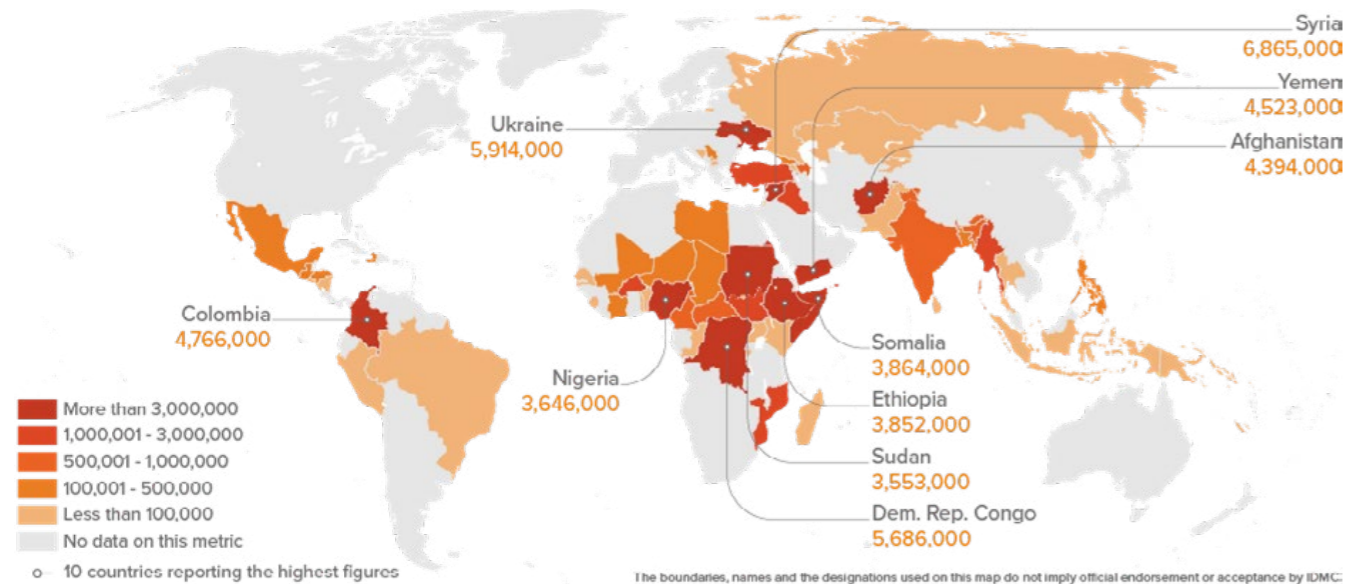 Syria
6,865,000
Yemen
4,523,000
Afghanistan
4,394,000
Ukraine
5,914,000
Colombia
4,766,000
Nigeria
3,646,000
Somalia
3,864,000
Ethiopia
3,852,000
Sudan
3,553,000
Dem. Rep. Congo
5,686,000
More than 3,000,000
1,000,001 - 3,000,000
500,001 - 1,000,000
100,001 - 500,000
Less than 100,000
No data on this metric
10 countries reporting the highest figures
The boundaries, names and the designations used on this map do not imply official endorsement or acceptance by IDMC.